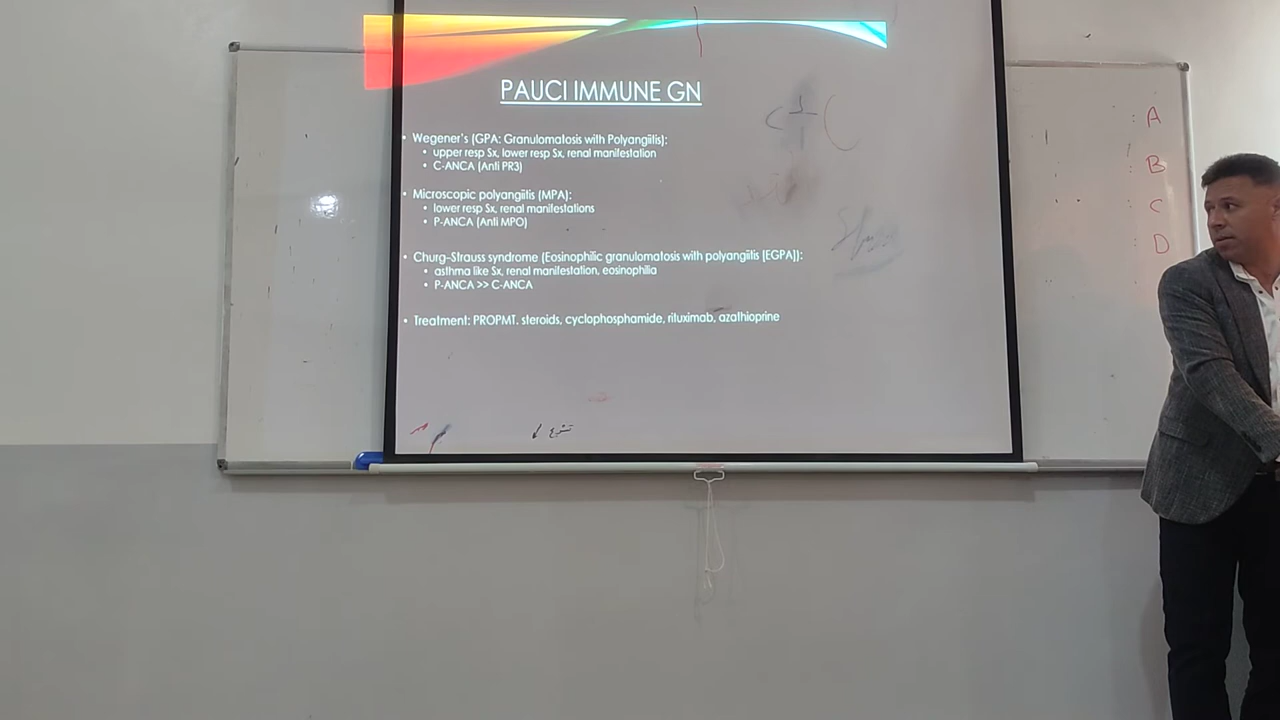 PAUCI IMMUNE GN
• Wegener's (GPA: Granulomatosis with Polyangiitis):
• upper resp Sx, lower resp Sx, renal manifestation
• C-ANCA (Anti PR3)
• Microscopic polyangiitis (MPA):
• lower resp Sx, renal manifestations
• P-ANCA (Anti MPO)
• Churg-Strauss syndrome (Eosinophilic granulomatosis with polyangiitis [EGPA]):
• asthma like Sx, renal manifestation, eosinophilia
• P-ANCA >> C-ANCA
• Treatment: PROPMT. steroids, cyclophosphamide, rituximab, azathioprine
: A
: B
: C
D